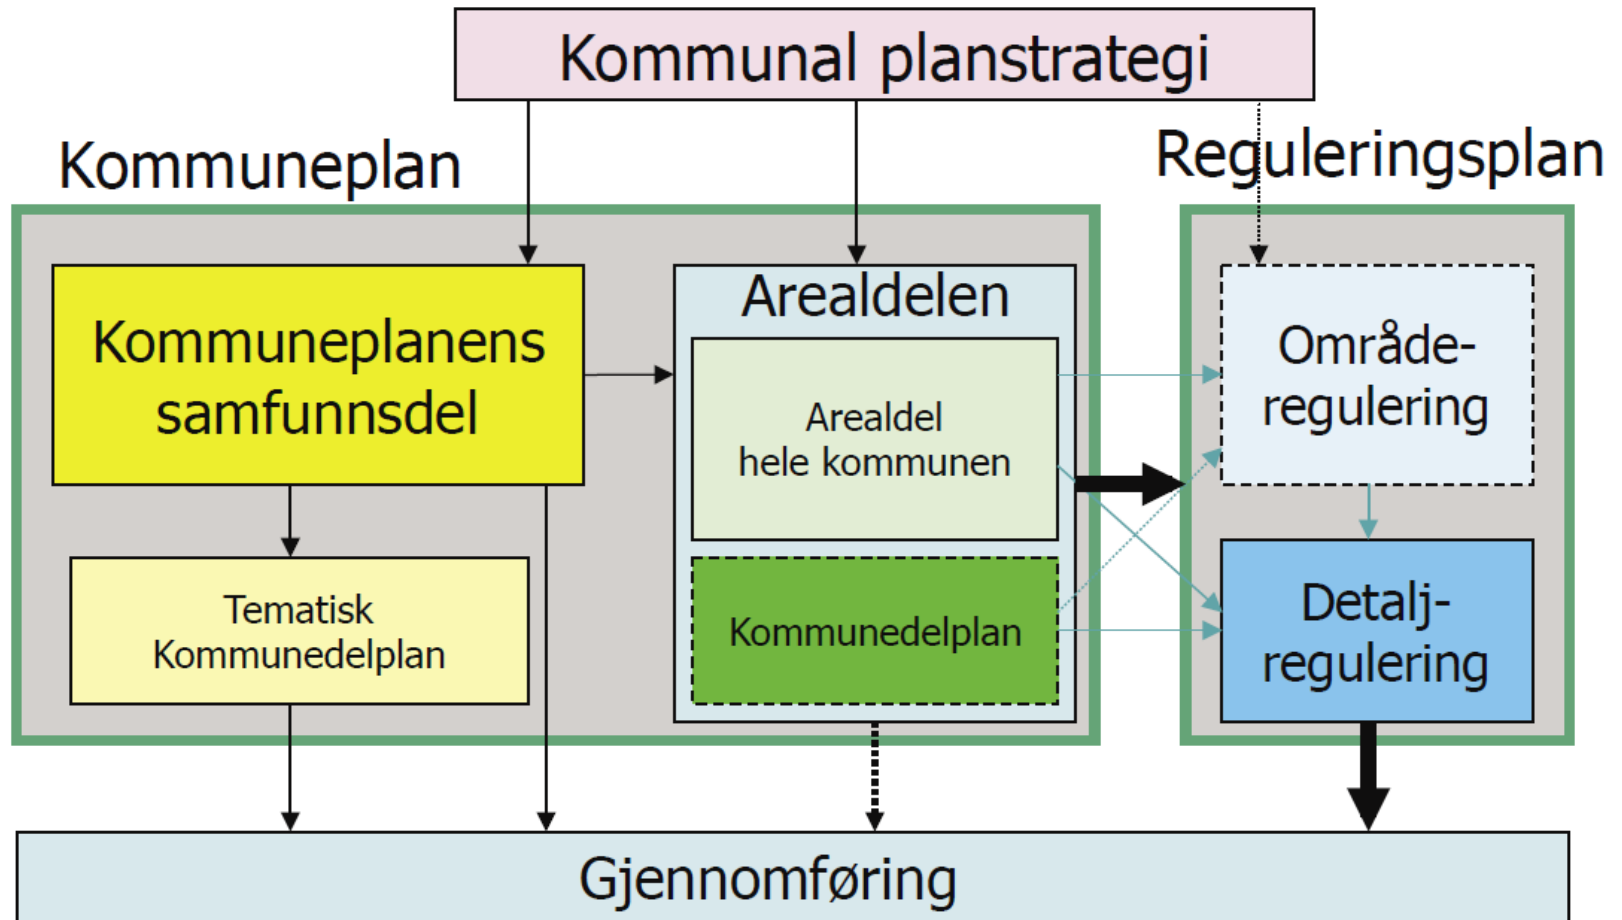 Kommunal planstrategi
Kommuneplan
Reguleringsplan
Kommuneplanens
samfunnsdel
Tematisk
Kommunedelplan
Arealdelen
Arealdel
hele kommunen
Kommunedelplan
Område-
regulering
Detalj-
regulering
Gjennomføring